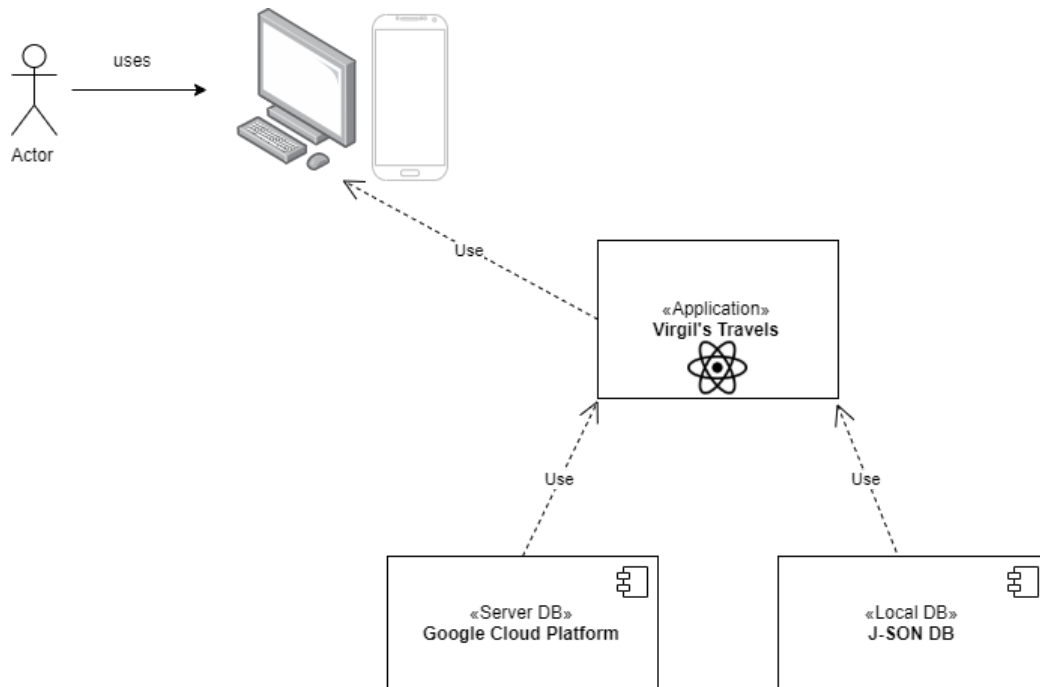 uses
Actor
Use
«Application»
Virgil's Travels
Use
Use
«Server DB»
Google Cloud Platform
«Local DB»
J-SON DB